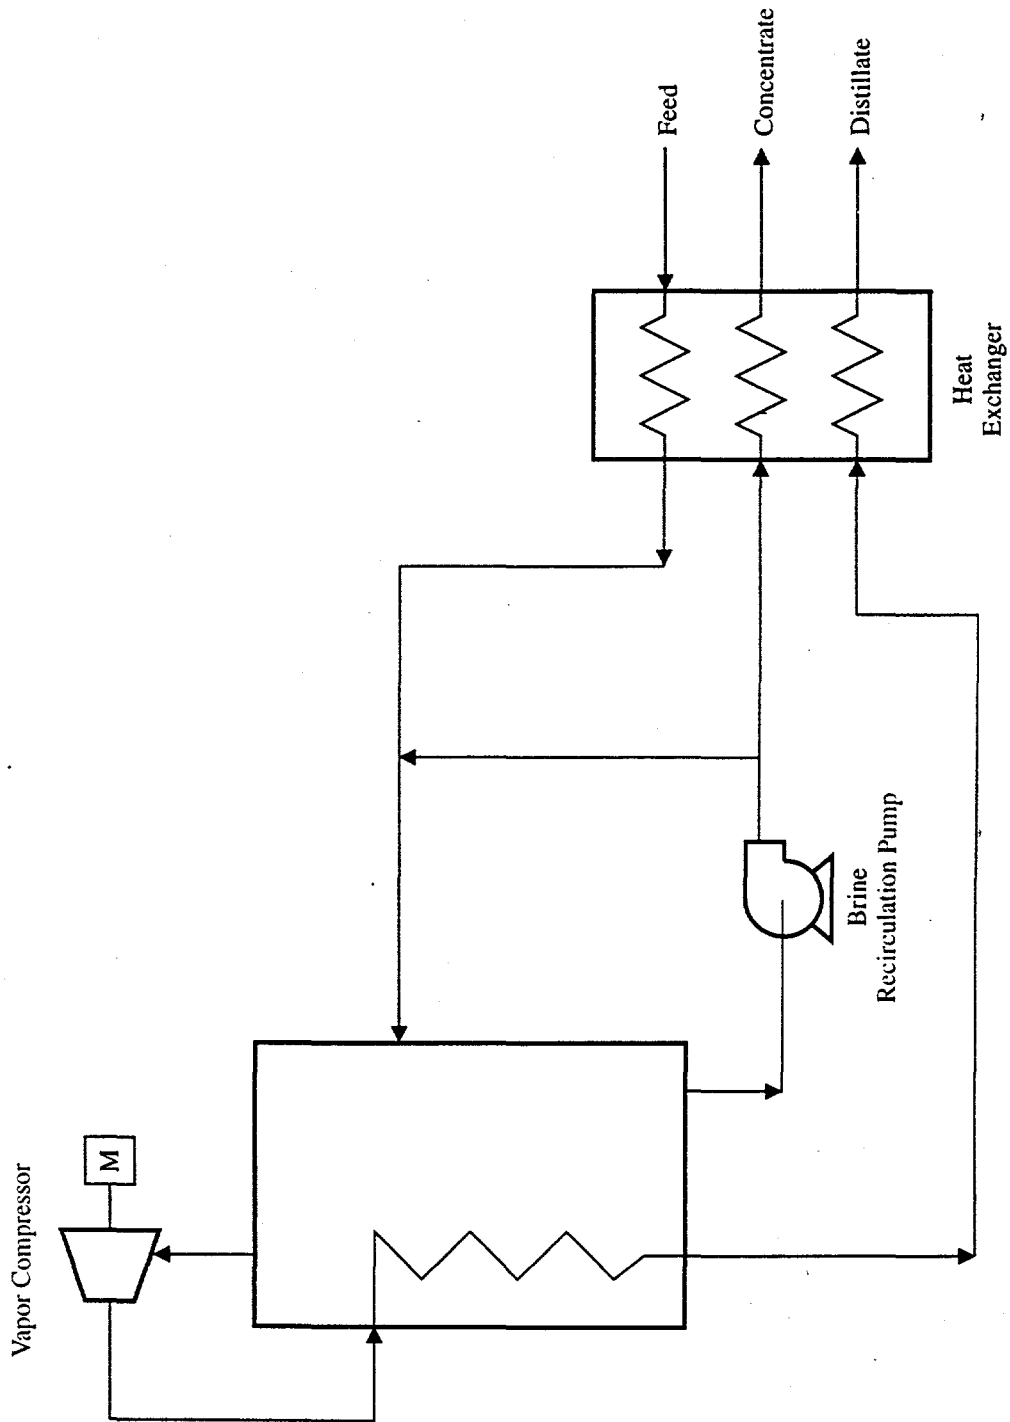 Vapor Compressor
M
Brine
Recirculation Pump
Heat
Exchanger
Feed
Concentrate
Distillate